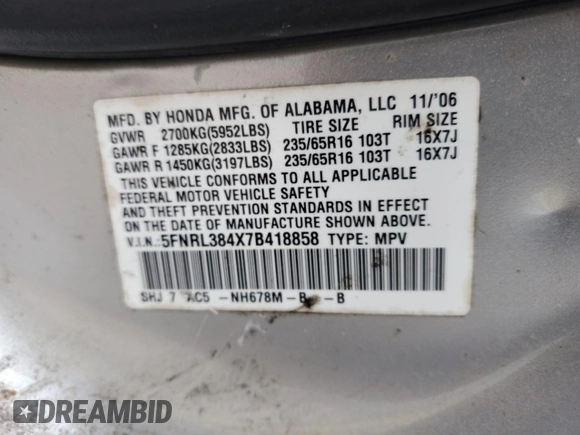 MFD. BY HONDA MFG. OF ALABAMA, LLC 11/'06
GVWR 2700KG(5952LBS) TIRE SIZE RIM SIZE
GAWR F 1285KG(2833LBS) 235/65R16 103T 16X7J
GAWR R 1450KG(3197LBS) 235/65R16 103T 16X7J
THIS VEHICLE CONFORMS TO ALL APPLICABLE
FEDERAL MOTOR VEHICLE SAFETY
AND THEFT PREVENTION STANDARDS IN EFFECT
ON THE DATE OF MANUFACTURE SHOWN
ABOVE.
V.I.N.:5FNRL384X7B418858 TYPE: MPV
SHJ 7 AC5 -NH678M-B -B
DREAMBID